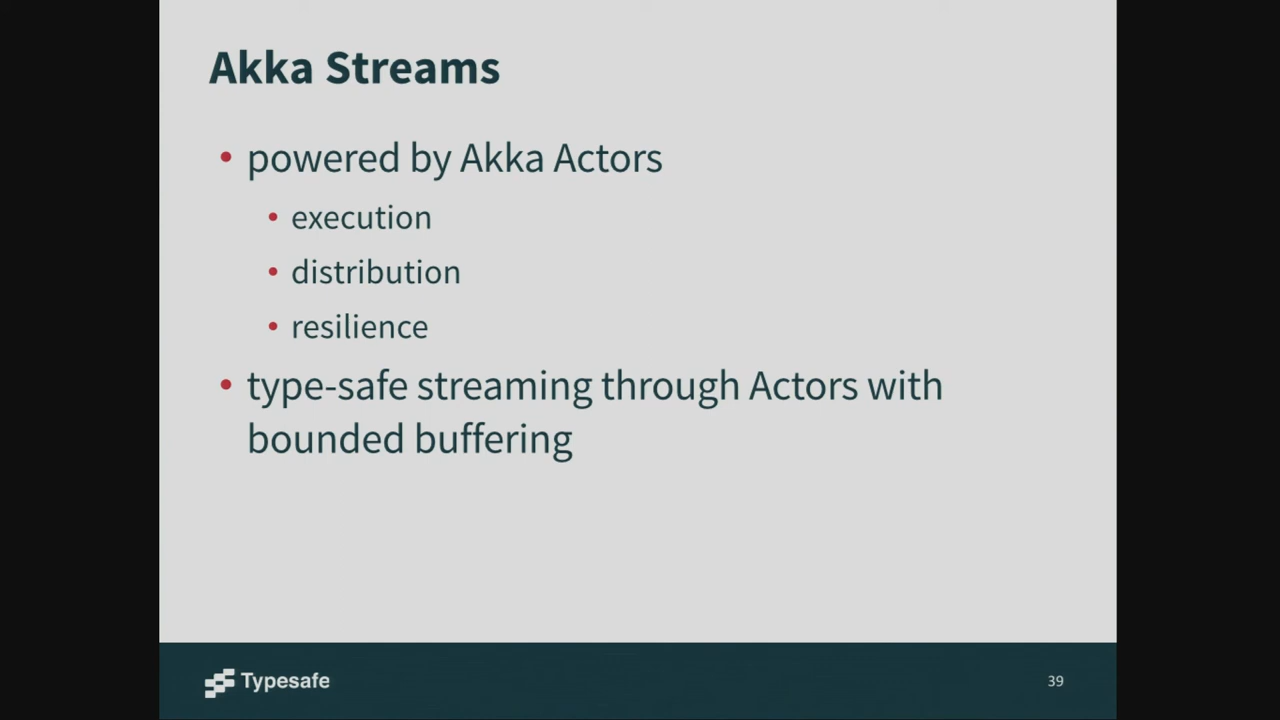 Akka Streams
• powered by Akka Actors
• execution
• distribution
• resilience
• type-safe streaming through Actors with
bounded buffering
Typesafe
39